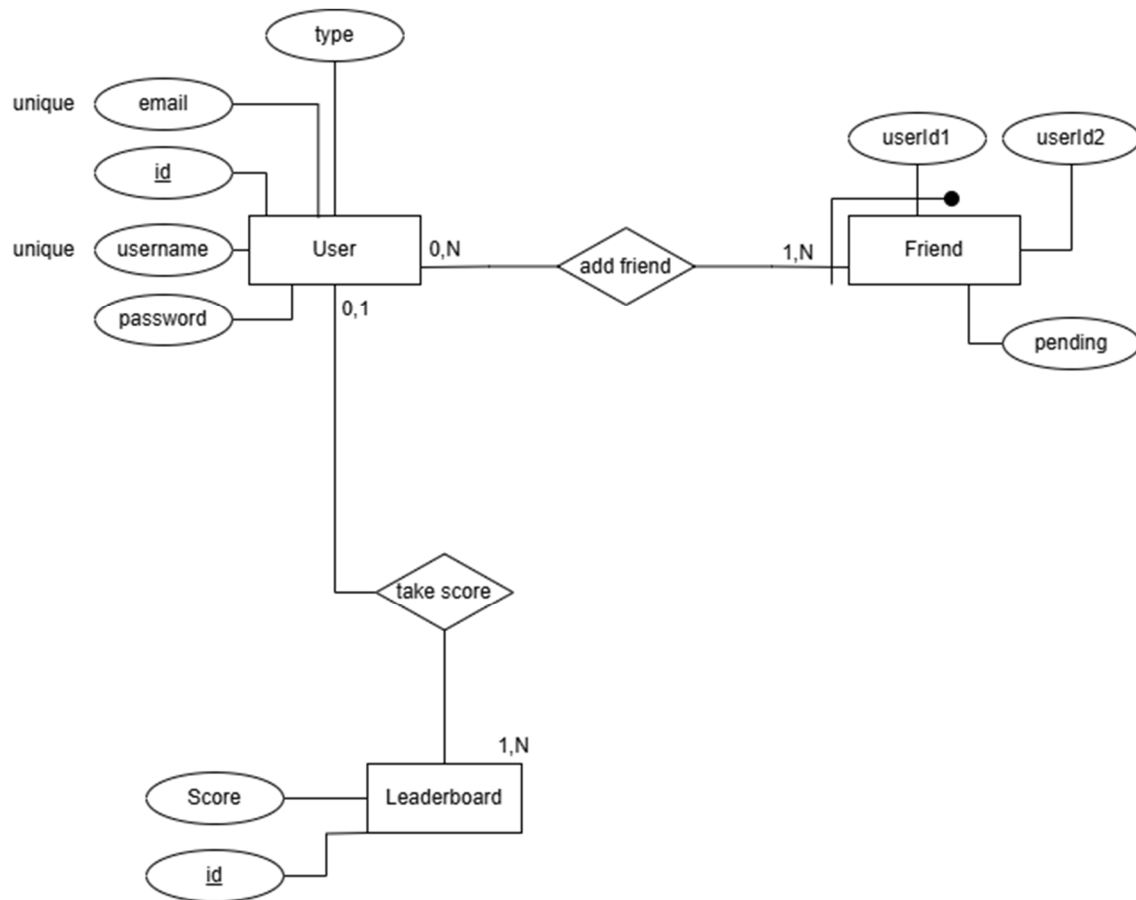 type
unique
email
id
unique
username
password
User
0,N
0,1
add friend
1,N
userId1
userId2
Friend
pending
take score
1,N
Score
Leaderboard
id